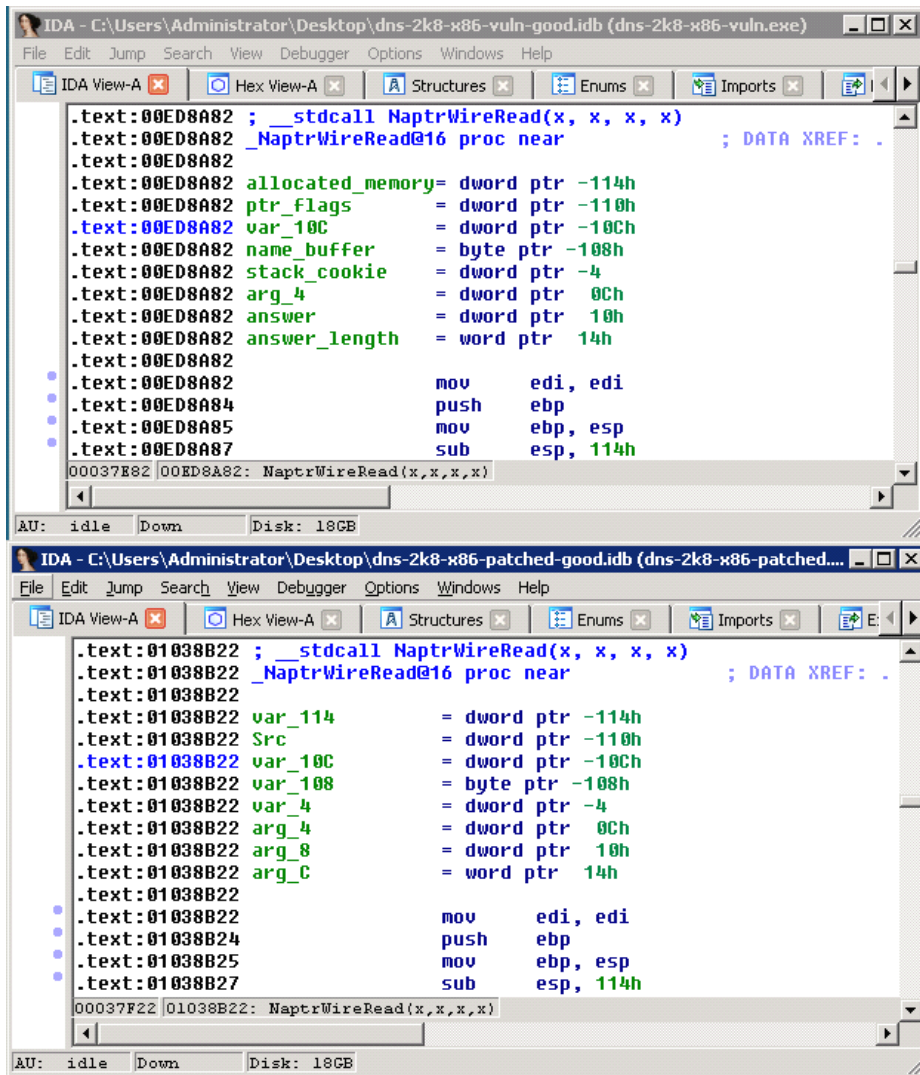 IDA - C:\Users\Administrator\Desktop\dns-2k8-x86-vuln-good.idb (dns-2k8-x86-vuln.exe)
File Edit Jump Search View Debugger Options Windows Help
IDA View-A Hex View-A Structures Enums Imports
.text:00ED8A82 ; __stdcall NaptrWireRead(x, x, x, x)
.text:00ED8A82 _NaptrWireRead@16 proc near ; DATA XREF: .
.text:00ED8A82
.text:00ED8A82 allocated_memory= dword ptr -114h
.text:00ED8A82 ptr_flags = dword ptr -110h
.text:00ED8A82 var_10C = dword ptr -10Ch
.text:00ED8A82 name_buffer = byte ptr -108h
.text:00ED8A82 stack_cookie = dword ptr -4
.text:00ED8A82 arg_4 = dword ptr 0Ch
.text:00ED8A82 answer = dword ptr 10h
.text:00ED8A82 answer_length = word ptr 14h
.text:00ED8A82
.text:00ED8A82 mov edi, edi
.text:00ED8A84 push ebp
.text:00ED8A85 mov ebp, esp
.text:00ED8A87 sub esp, 114h
00037E82 00ED8A82: NaptrWireRead(x,x,x,x)
AU: idle Down Disk: 18GB
IDA - C:\Users\Administrator\Desktop\dns-2k8-x86-patched-good.idb (dns-2k8-x86-patched....
File Edit Jump Search View Debugger Options Windows Help
IDA View-A Hex View-A Structures Enums Imports E:
.text:01038B22 ; __stdcall NaptrWireRead(x, x, x, x)
.text:01038B22 _NaptrWireRead@16 proc near ; DATA XREF: .
.text:01038B22
.text:01038B22 var_114 = dword ptr -114h
.text:01038B22 Src = dword ptr -110h
.text:01038B22 var_10C = dword ptr -10Ch
.text:01038B22 var_108 = byte ptr -108h
.text:01038B22 var_4 = dword ptr -4
.text:01038B22 arg_4 = dword ptr 0Ch
.text:01038B22 arg_8 = dword ptr 10h
.text:01038B22 arg_C = word ptr 14h
.text:01038B22
.text:01038B22 mov edi, edi
.text:01038B24 push ebp
.text:01038B25 mov ebp, esp
.text:01038B27 sub esp, 114h
00037F22 01038B22: NaptrWireRead(x,x,x,x)
AU: idle Down Disk: 18GB